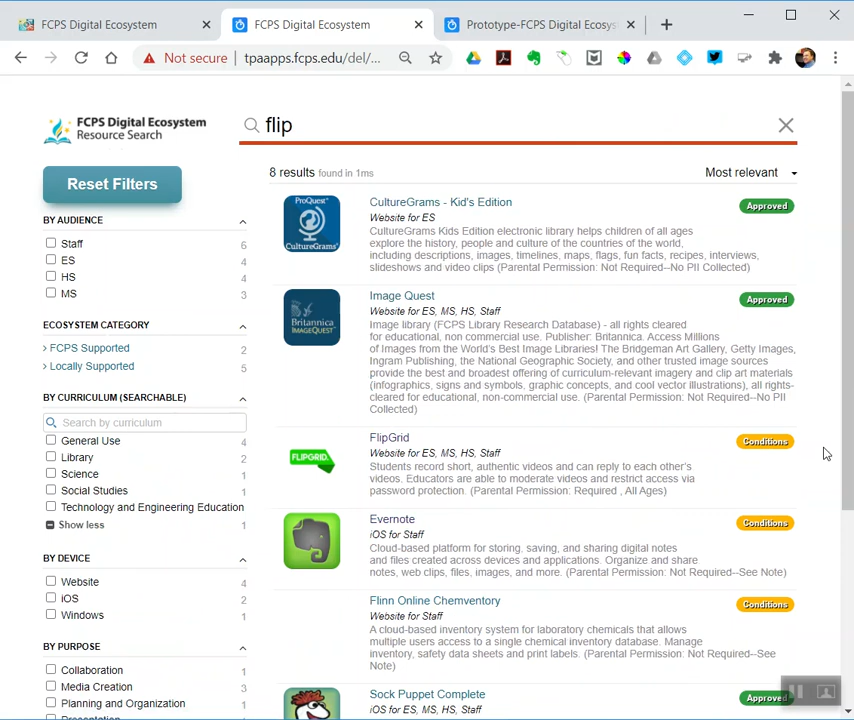 FCPS Digital Ecosystem
FCPS Digital Ecosystem
Prototype-FCPS Digital Ecosys
Not secure
tpaapps.fcps.edu/del/...
FCPS Digital Ecosystem
Resource Search
flip
Reset Filters
8 results found in 1ms
Most relevant
BY AUDIENCE
Staff 6
ES 4
HS 4
MS 3
ECOSYSTEM CATEGORY
FCPS Supported 2
Locally Supported 5
BY CURRICULUM (SEARCHABLE)
Search by curriculum
General Use 4
Library 2
Science 1
Social Studies 1
Technology and Engineering Education
Show less 1
BY DEVICE
Website 4
iOS 2
Windows 1
BY PURPOSE
Collaboration 1
Media Creation 3
Planning and Organization 1
ProQuest
CultureGrams
CultureGrams - Kid's Edition
Approved
Website for ES
CultureGrams Kids Edition electronic library helps children of all ages
explore the history, people and culture of the countries of the world,
including descriptions, images, timelines, maps, flags, fun facts, recipes, interviews,
slideshows and video clips (Parental Permission: Not Required--No PII Collected)
Britannica
IMAGEQUEST
Image Quest
Approved
Website for ES, MS, HS, Staff
Image library (FCPS Library Research Database) - all rights cleared
for educational, non commercial use. Publisher: Britannica. Access Millions
of Images from the World's Best Image Libraries! The Bridgeman Art Gallery, Getty Images,
Ingram Publishing, the National Geographic Society, and other trusted image sources
provide the best and broadest offering of curriculum-relevant imagery and clip art materials
(infographics, signs and symbols, graphic concepts, and cool vector illustrations), all rights-
cleared for educational, non-commercial use. (Parental Permission: Not Required--No PII
Collected)
FLIPGRID
FlipGrid
Conditions
Website for ES, MS, HS, Staff
Students record short, authentic videos and can reply to each other's
videos. Educators are able to moderate videos and restrict access via
password protection. (Parental Permission: Required , All Ages)
Evernote
Conditions
iOS for Staff
Cloud-based platform for storing, saving, and sharing digital notes
and files created across devices and applications. Organize and share
notes, web clips, files, images, and more. (Parental Permission: Not Required--See Note)
Flinn Online Chemventory
Conditions
Website for Staff
A cloud-based inventory system for laboratory chemicals that allows
multiple users access to a single chemical inventory database. Manage
inventory, safety data sheets and print labels. (Parental Permission: Not Required--See
Note)
Sock Puppet Complete
Approved
iOS for ES, MS, HS, Staff